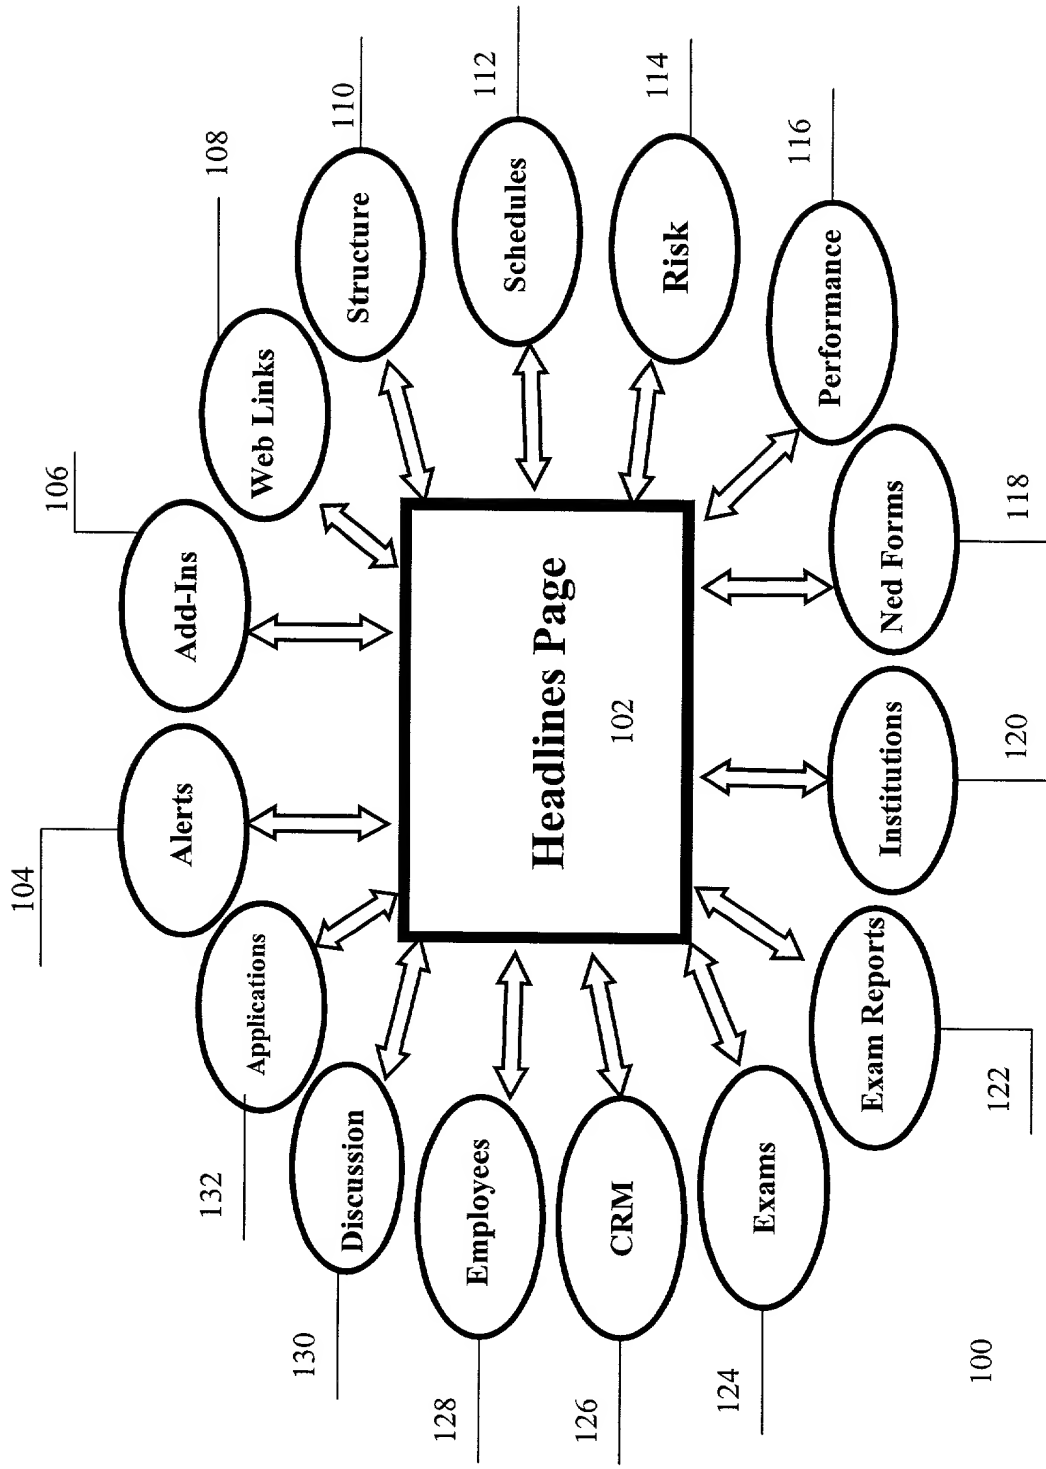 104
106
108
110
112
114
116
118
120
122
124
126
128
130
132
Alerts
Add-Ins
Web Links
Structure
Schedules
Risk
Performance
Ned Forms
Institutions
Exam Reports
Exams
CRM
Employees
Discussion
Applications
Headlines Page
102
100